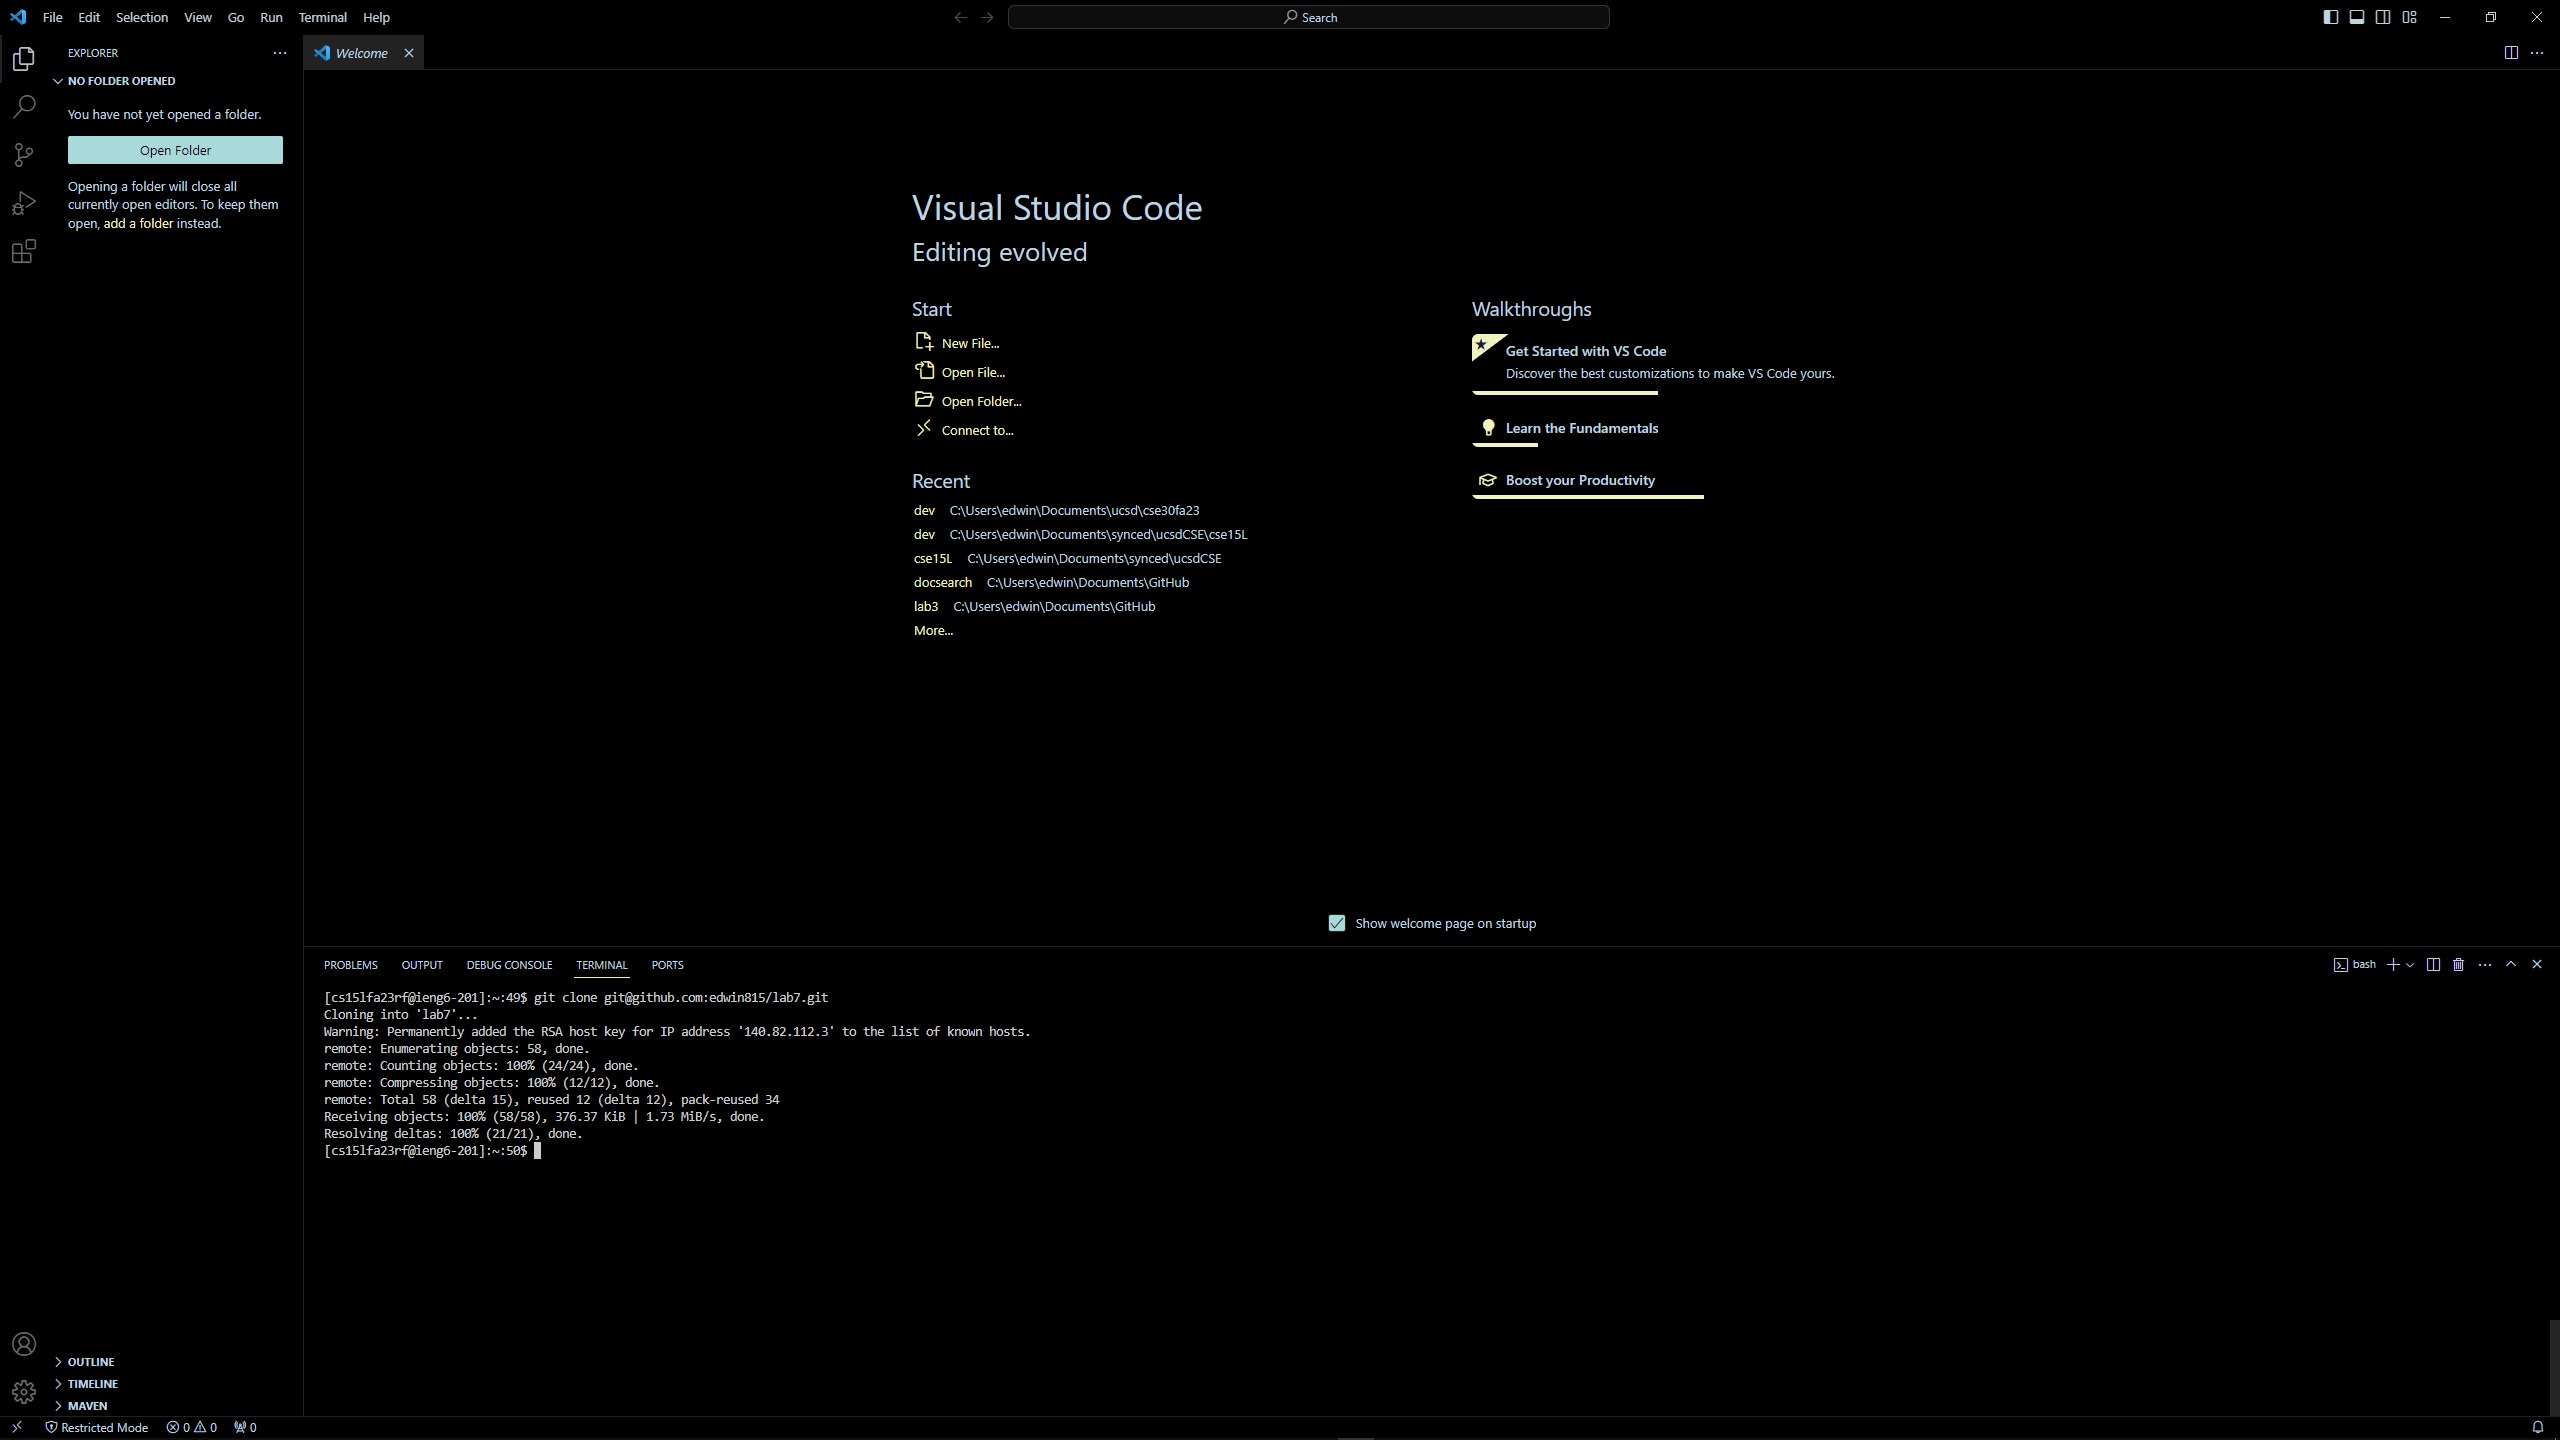 File Edit Selection View Go Run Terminal Help
Search
EXPLORER
Welcome
NO FOLDER OPENED
You have not yet opened a folder.
Open Folder
Opening a folder will close all
currently open editors. To keep them
open, add a folder instead.
Visual Studio Code
Editing evolved
Start
New File...
Open File...
Open Folder...
Connect to...
Recent
dev C:\Users\edwin\Documents\ucsd\cse30fa23
dev C:\Users\edwin\Documents\synced\ucsdCSE\cse15L
cse15L C:\Users\edwin\Documents\synced\ucsdCSE
docsearch C:\Users\edwin\Documents\GitHub
lab3 C:\Users\edwin\Documents\GitHub
More...
Walkthroughs
Get Started with VS Code
Discover the best customizations to make VS Code yours.
Learn the Fundamentals
Boost your Productivity
Show welcome page on startup
PROBLEMS OUTPUT DEBUG CONSOLE TERMINAL PORTS
bash
[cs15lfa23rf@ieng6-201]:~:49$ git clone git@github.com:edwin815/lab7.git
Cloning into 'lab7'...
Warning: Permanently added the RSA host key for IP address '140.82.112.3' to the list of known hosts.
remote: Enumerating objects: 58, done.
remote: Counting objects: 100% (24/24), done.
remote: Compressing objects: 100% (12/12), done.
remote: Total 58 (delta 15), reused 12 (delta 12), pack-reused 34
Receiving objects: 100% (58/58), 376.37 KiB | 1.73 MiB/s, done.
Resolving deltas: 100% (21/21), done.
[cs15lfa23rf@ieng6-201]:~:50$
OUTLINE
TIMELINE
MAVEN
Restricted Mode 0 0 0